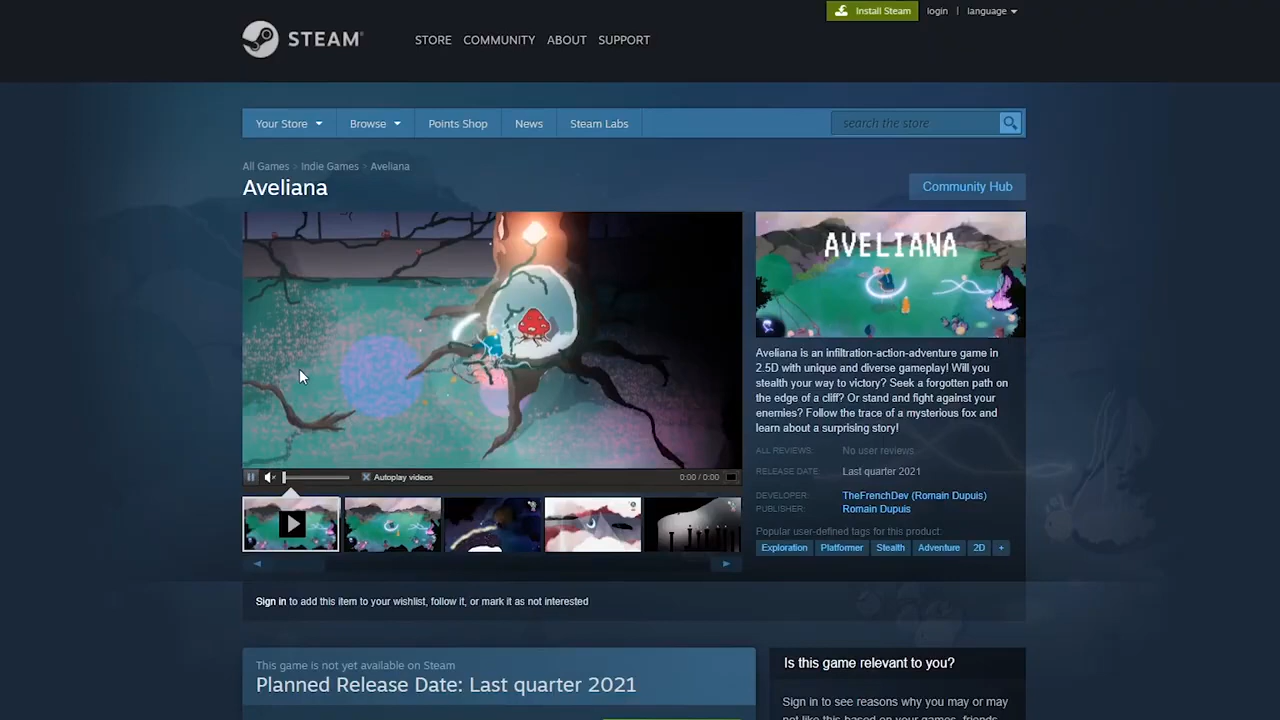 Install Steam
login | language
STEAM
STORE COMMUNITY ABOUT SUPPORT
Your Store Browse Points Shop News Steam Labs search the store
All Games > Indie Games > Aveliana
Aveliana
Community Hub
AVELIANA
Aveliana is an infiltration-action-adventure game in
2.5D with unique and diverse gameplay! Will you
stealth your way to victory? Seek a forgotten path on
the edge of a cliff? Or stand and fight against your
enemies? Follow the trace of a mysterious fox and
learn about a surprising story!
ALL REVIEWS: No user reviews
RELEASE DATE: Last quarter 2021
DEVELOPER: TheFrenchDev (Romain Dupuis)
PUBLISHER: Romain Dupuis
Popular user-defined tags for this product:
Exploration Platformer Stealth Adventure 2D +
Autoplay videos 0:00 / 0:00
Sign in to add this item to your wishlist, follow it, or mark it as not interested
This game is not yet available on Steam
Planned Release Date: Last quarter 2021
Is this game relevant to you?
Sign in to see reasons why you may or may
not like this based on your games, friends,